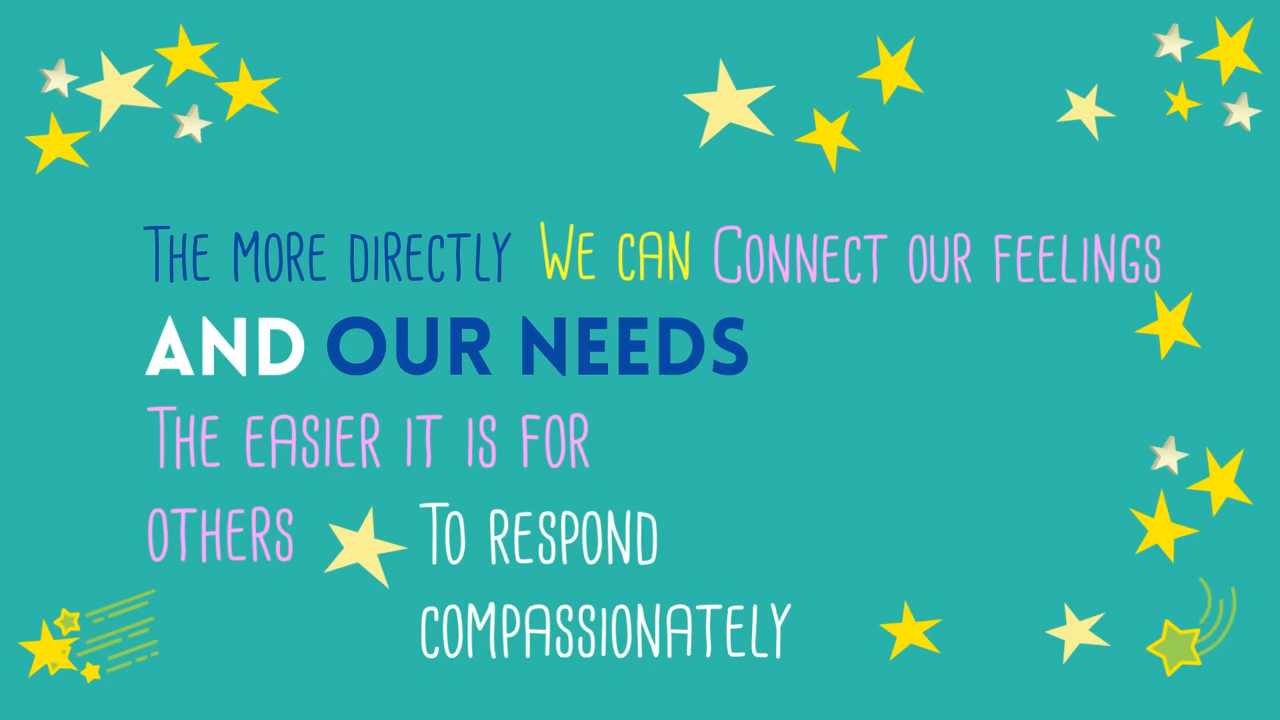 The more directly We can Connect our feelings
AND OUR NEEDS
The easier it is for
others To respond
compassionately